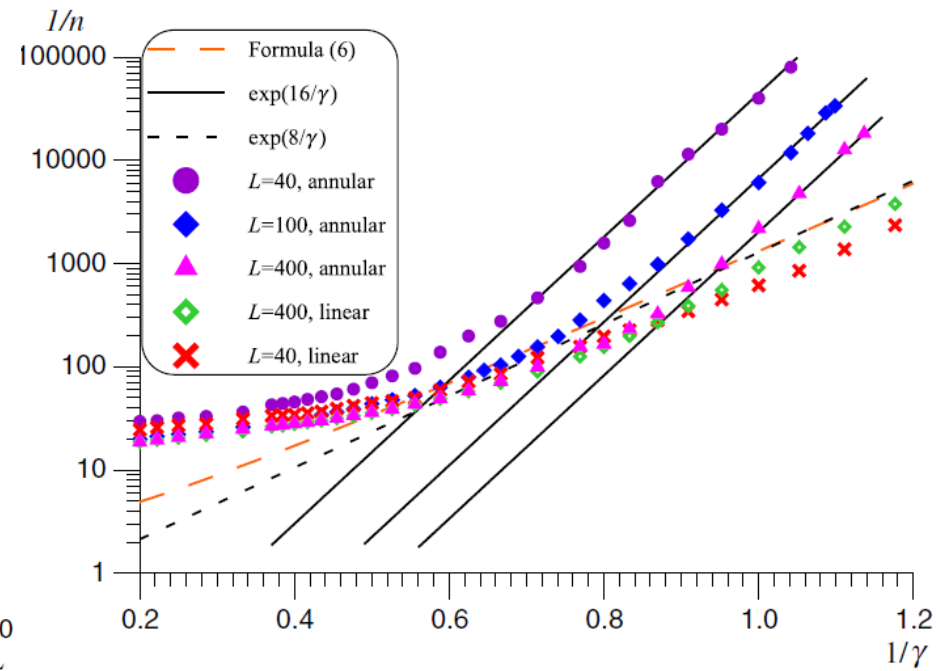 1/n
100000
10000
1000
100
10
1
Formula (6)
exp(16/γ)
exp(8/γ)
L=40, annular
L=100, annular
L=400, annular
L=400, linear
L=40, linear
0.2
0.4
0.6
0.8
1.0
1.2
1/γ
0